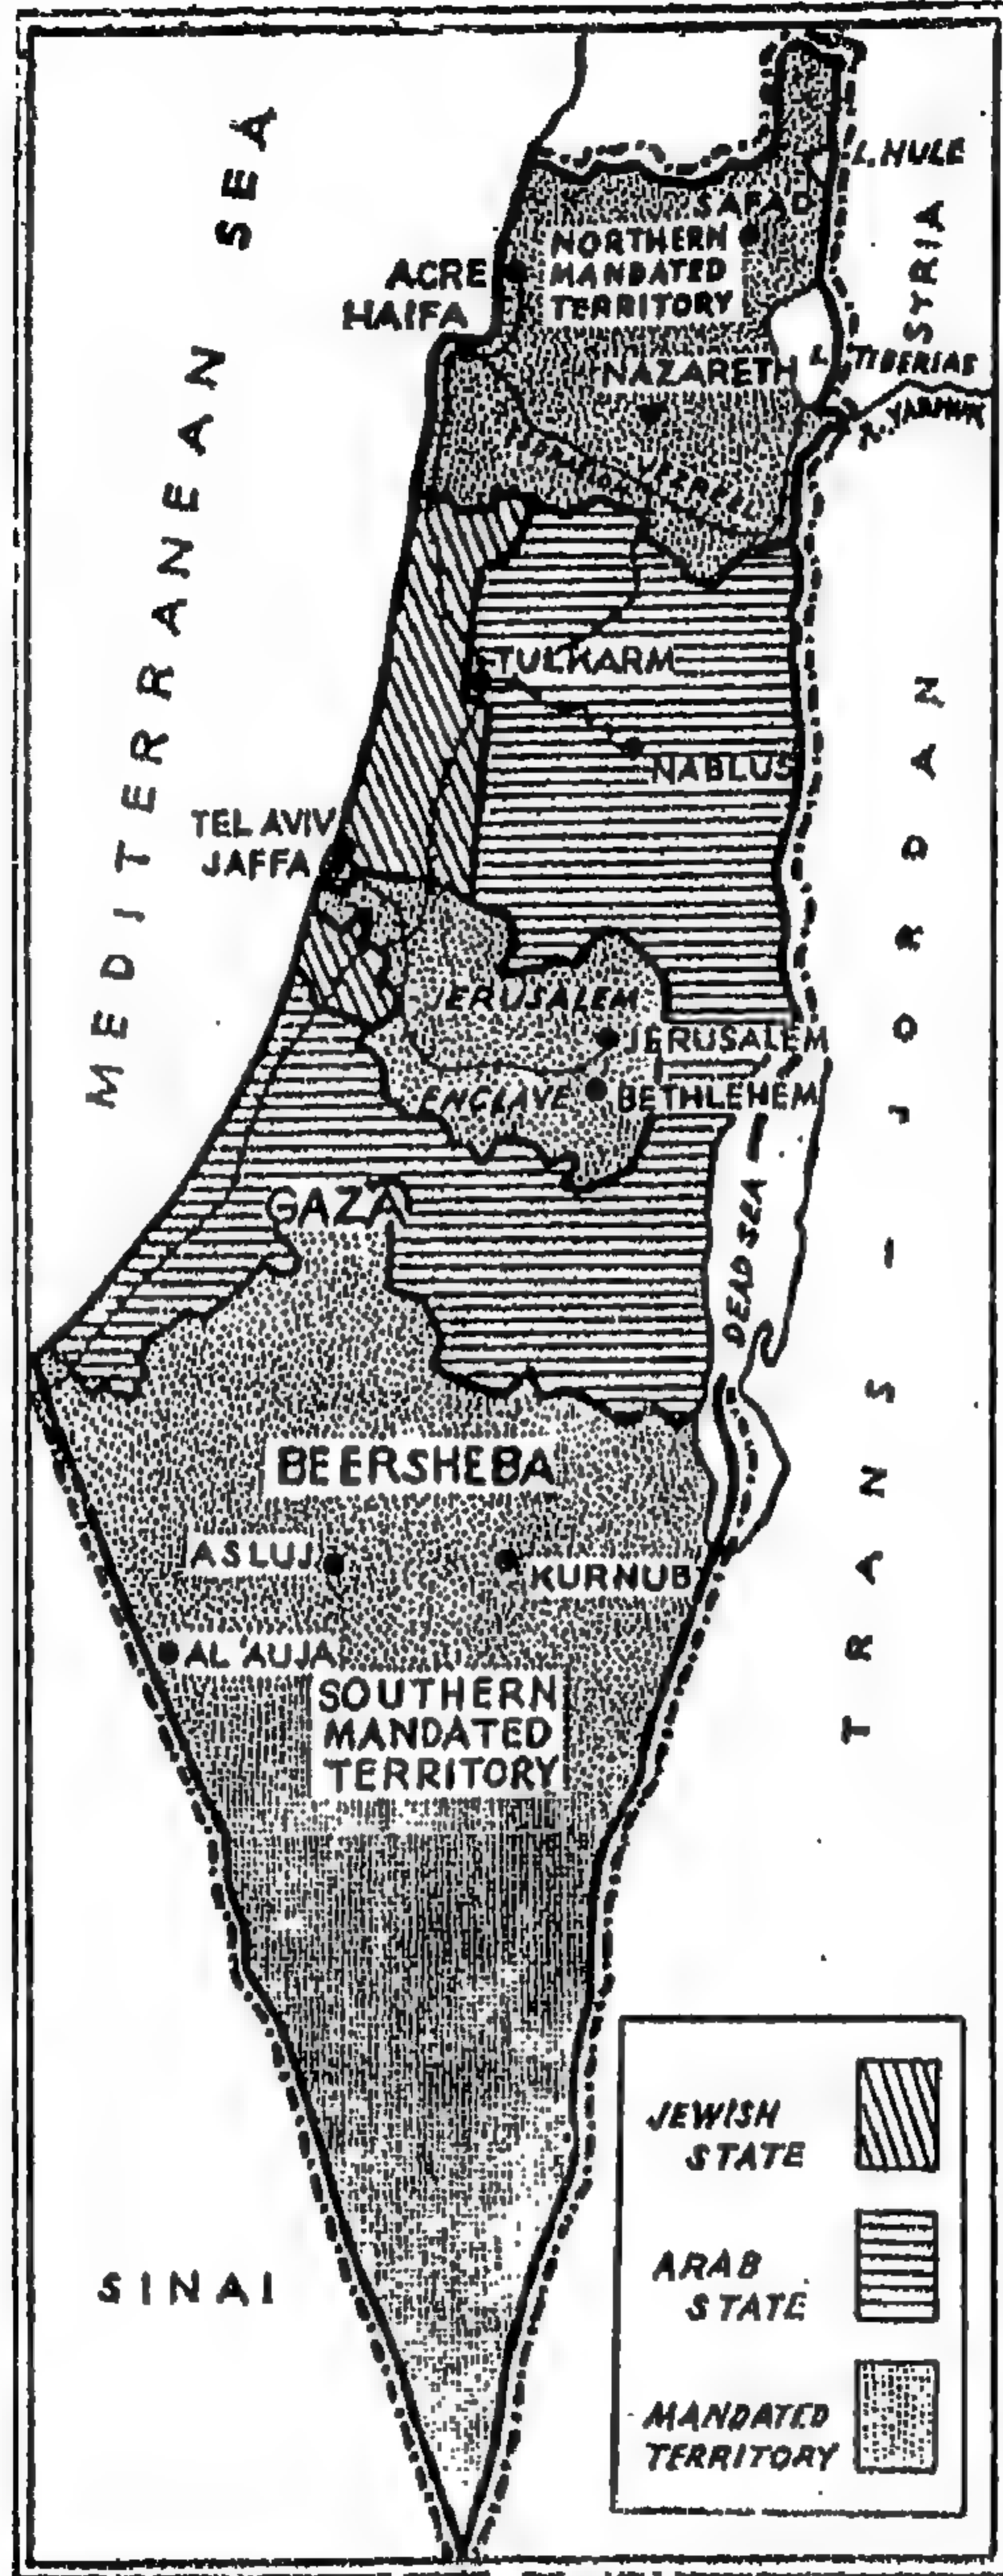 MEDITERRANEAN SEA
L. HULE
SAFAD
NORTHERN
MANDATED
TERRITORY
SYRIA
ACRE
HAIFA
L. TIBERIAS
NAZARETH
R. YARMUK
JEZREEL
TULKARM
NABLUS
TEL AVIV
JAFFA
JERUSALEM
JERUSALEM
ENCLAVE
BETHLEHEM
TRANS-JORDAN
GAZA
DEAD SEA
BEERSHEBA
ASLUJ
KURNUB
AL 'AUJA
SOUTHERN
MANDATED
TERRITORY
SINAI
JEWISH
STATE
ARAB
STATE
MANDATED
TERRITORY